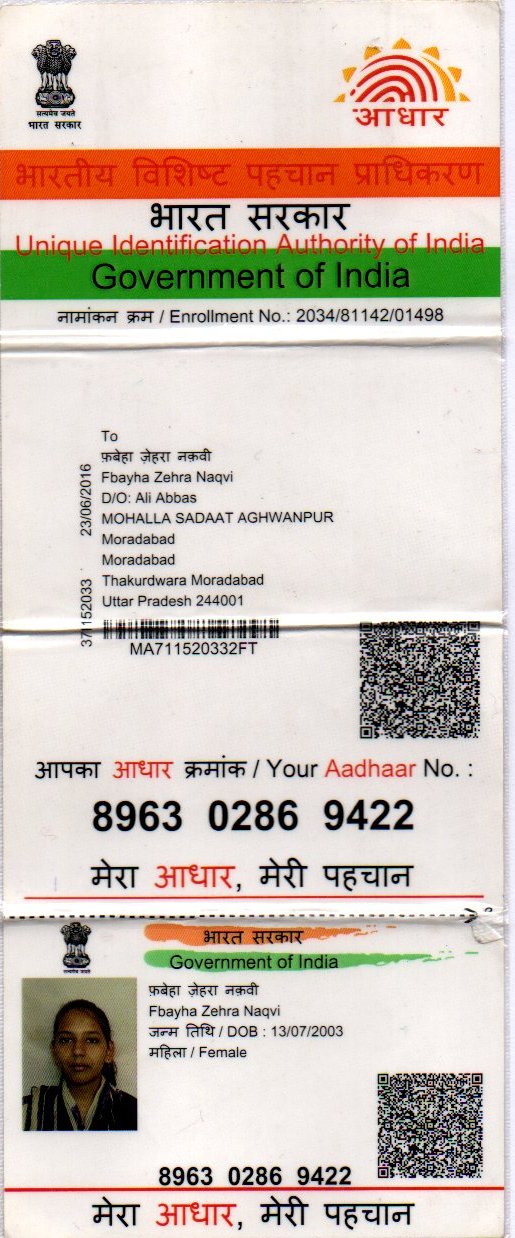 सत्यमेव जयते
भारत सरकार
आधार
भारतीय विशिष्ट पहचान प्राधिकरण
भारत सरकार
Unique Identification Authority of India
Government of India
नामांकन क्रम / Enrollment No.: 2034/81142/01498
To
फ़बेहा ज़ेहरा नक़वी
Fbayha Zehra Naqvi
D/O: Ali Abbas
MOHALLA SADAAT AGHWANPUR
Moradabad
Moradabad
Thakurdwara Moradabad
Uttar Pradesh 244001
23/06/2016
MA711520332FT
आपका आधार क्रमांक / Your Aadhaar No. :
8963 0286 9422
मेरा आधार, मेरी पहचान
भारत सरकार
Government of India
फ़बेहा ज़ेहरा नक़वी
Fbayha Zehra Naqvi
जन्म तिथि / DOB : 13/07/2003
महिला / Female
8963 0286 9422
मेरा आधार, मेरी पहचान